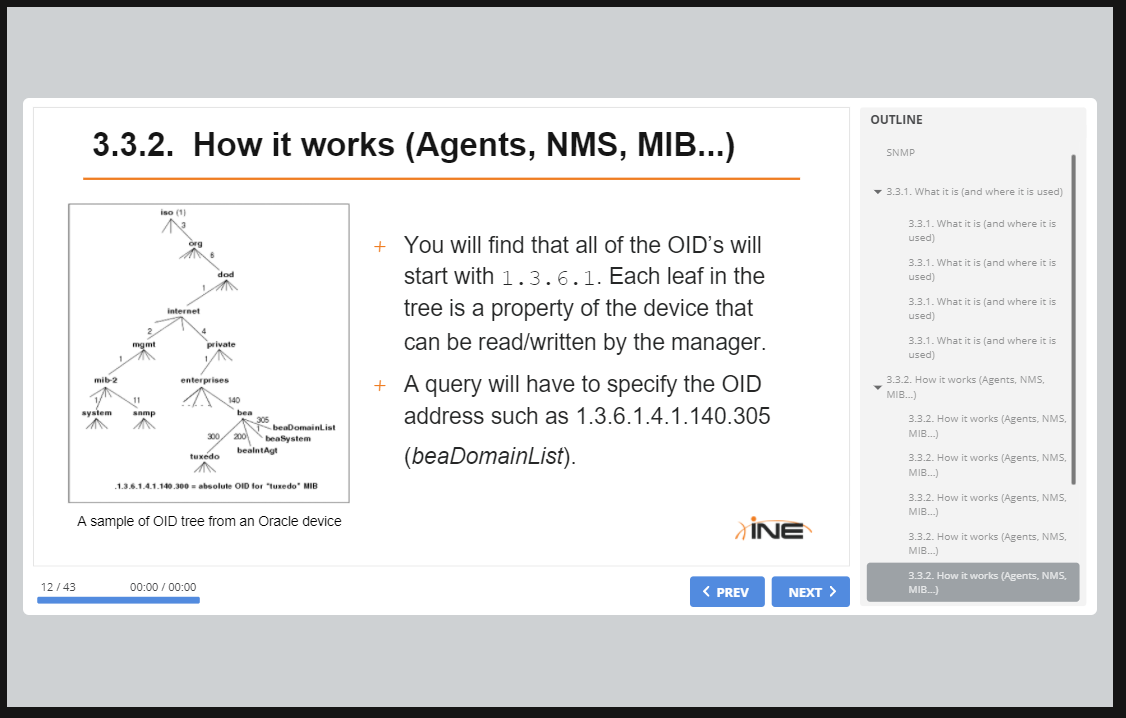 3.3.2. How it works (Agents, NMS, MIB...)
iso (1)
3
org
6
dod
1
internet
2
4
mgmt
private
1
1
mib-2
enterprises
1
11
140
system
snmp
bea
305
beaDomainList
1
beaSystem
300
200
beaIntAgt
tuxedo
.1.3.6.1.4.1.140.300 = absolute OID for "tuxedo" MIB
A sample of OID tree from an Oracle device
+ You will find that all of the OID’s will
start with 1.3.6.1. Each leaf in the
tree is a property of the device that
can be read/written by the manager.
+ A query will have to specify the OID
address such as 1.3.6.1.4.1.140.305
(beaDomainList).
INE
12 / 43
00:00 / 00:00
PREV
NEXT
OUTLINE
SNMP
3.3.1. What it is (and where it is used)
3.3.1. What it is (and where it is
used)
3.3.1. What it is (and where it is
used)
3.3.1. What it is (and where it is
used)
3.3.1. What it is (and where it is
used)
3.3.2. How it works (Agents, NMS,
MIB...)
3.3.2. How it works (Agents, NMS,
MIB...)
3.3.2. How it works (Agents, NMS,
MIB...)
3.3.2. How it works (Agents, NMS,
MIB...)
3.3.2. How it works (Agents, NMS,
MIB...)
3.3.2. How it works (Agents, NMS,
MIB...)